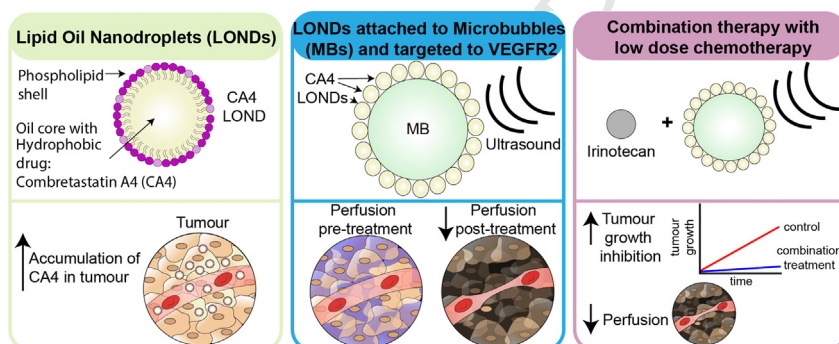 Lipid Oil Nanodroplets (LONDs)
Phospholipid
shell
CA4
LOND
Oil core with
Hydrophobic
drug:
Combretastatin A4 (CA4)
Tumour
Accumulation of
CA4 in tumour
LONDs attached to Microbubbles
(MBs) and targeted to VEGFR2
CA4
LONDs
MB
Ultrasound
Perfusion
pre-treatment
Perfusion
post-treatment
Combination therapy with
low dose chemotherapy
+
Irinotecan
Tumour
growth
inhibition
tumour
growth
control
combination
treatment
time
Perfusion